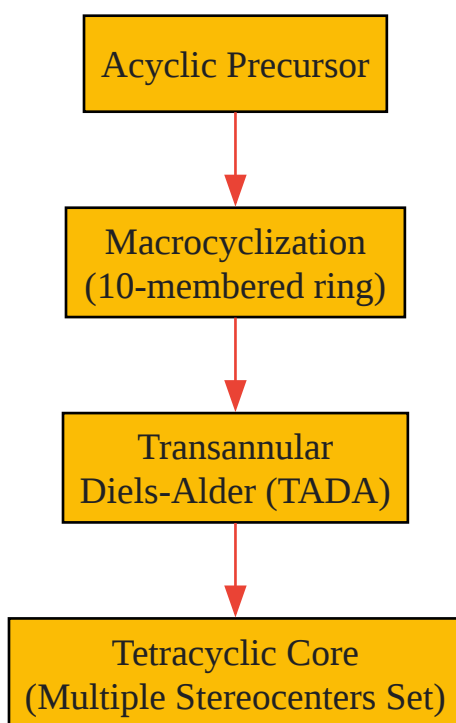 Acyclic Precursor
Macrocyclization
(10-membered ring)
Transannular
Diels-Alder (TADA)
Tetracyclic Core
(Multiple Stereocenters Set)